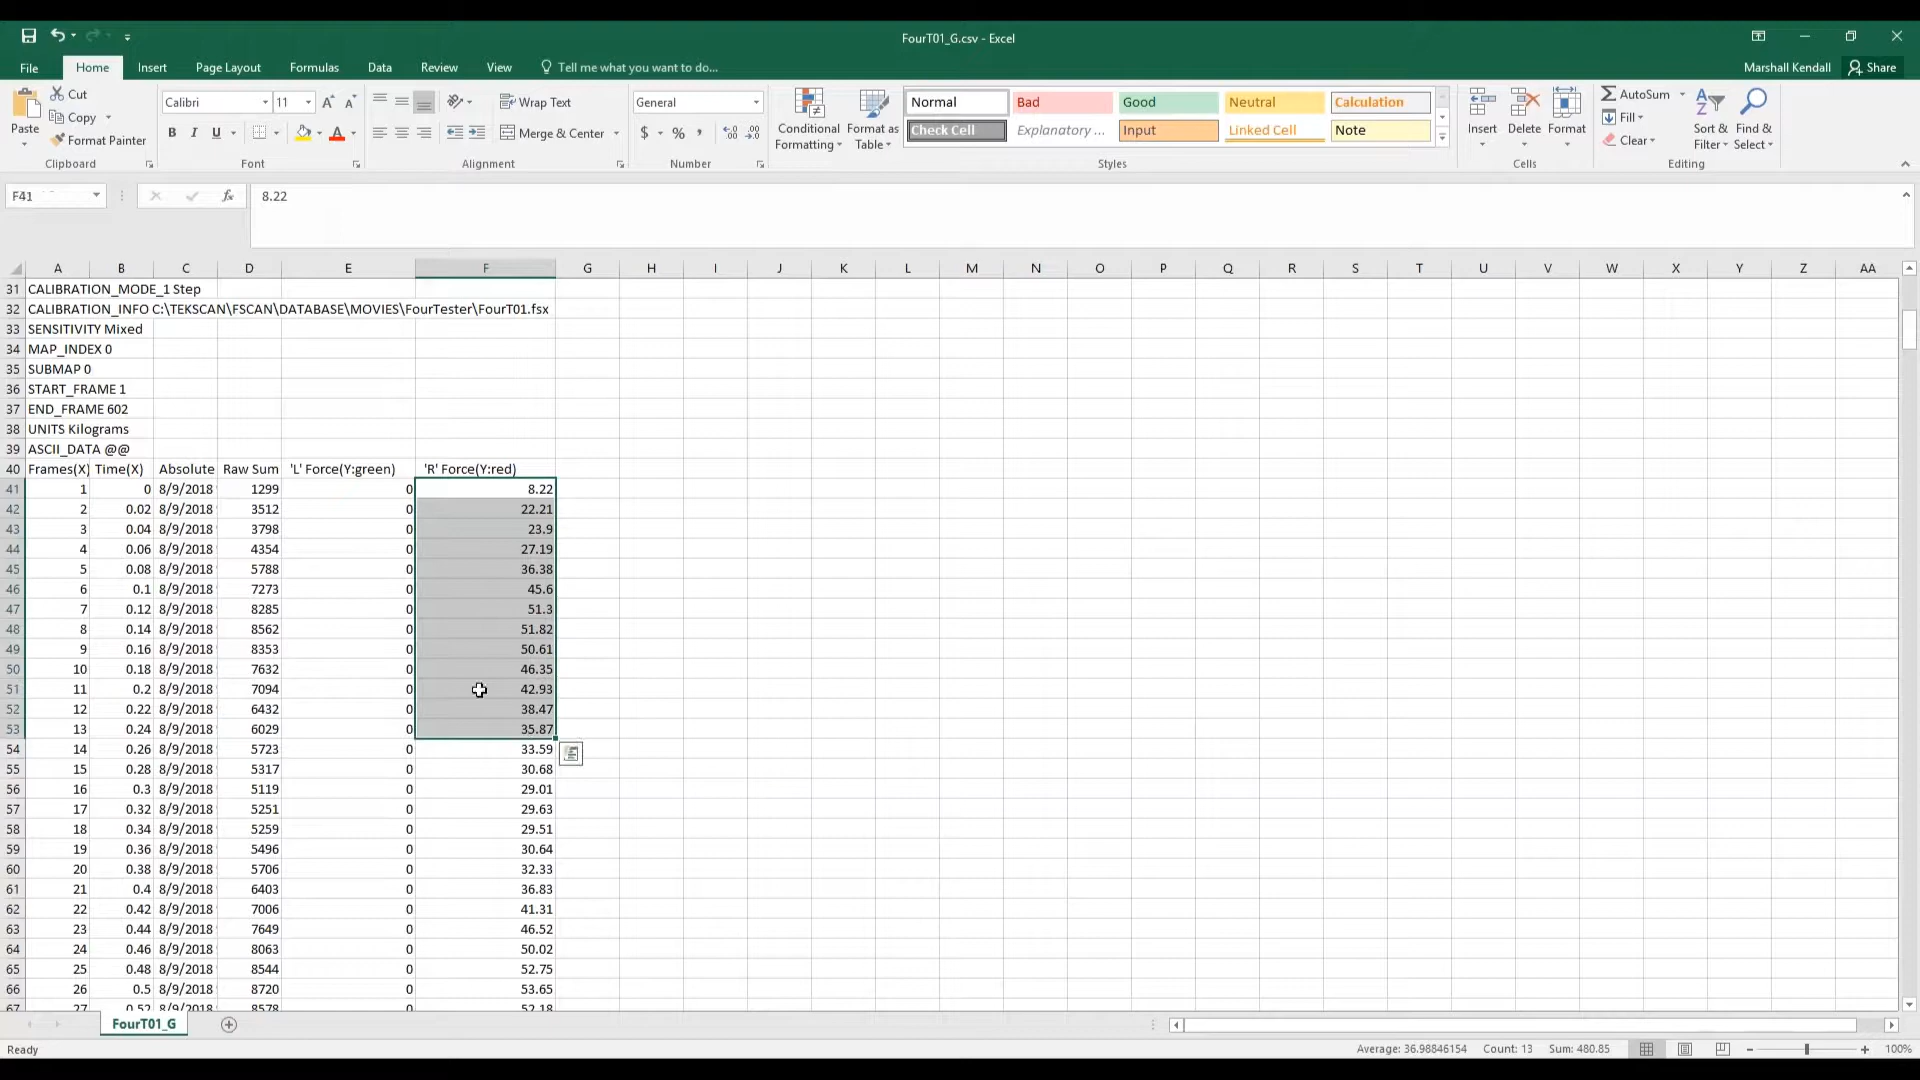 FourT01_G.csv - Excel
File Home Insert Page Layout Formulas Data Review View Tell me what you want to do... Marshall Kendall Share
Paste
Cut
Copy
Format Painter
Clipboard
Calibri 11
B I U
Font
Wrap Text
Merge & Center
Alignment
General
$ % ,
Number
Conditional Formatting
Format as Table
Normal Bad Good Neutral Calculation
Check Cell Explanatory ... Input Linked Cell Note
Styles
Insert Delete Format
Cells
AutoSum
Fill
Clear
Sort & Filter
Find & Select
Editing
F41 fx 8.22
A B C D E F G H I J K L M N O P Q R S T U V W X Y Z AA
31 CALIBRATION_MODE_1 Step
32 CALIBRATION_INFO C:\TEKSCAN\FSCAN\DATABASE\MOVIES\FourTester\FourT01.fsx
33 SENSITIVITY Mixed
34 MAP_INDEX 0
35 SUBMAP 0
36 START_FRAME 1
37 END_FRAME 602
38 UNITS Kilograms
39 ASCII_DATA @@
40 Frames(X) Time(X) Absolute Raw Sum 'L' Force(Y:green) 'R' Force(Y:red)
41 1 0 8/9/2018 1299 0 8.22
42 2 0.02 8/9/2018 3512 0 22.21
43 3 0.04 8/9/2018 3798 0 23.9
44 4 0.06 8/9/2018 4354 0 27.19
45 5 0.08 8/9/2018 5788 0 36.38
46 6 0.1 8/9/2018 7273 0 45.6
47 7 0.12 8/9/2018 8285 0 51.3
48 8 0.14 8/9/2018 8562 0 51.82
49 9 0.16 8/9/2018 8353 0 50.61
50 10 0.18 8/9/2018 7632 0 46.35
51 11 0.2 8/9/2018 7094 0 42.93
52 12 0.22 8/9/2018 6432 0 38.47
53 13 0.24 8/9/2018 6029 0 35.87
54 14 0.26 8/9/2018 5723 0 33.59
55 15 0.28 8/9/2018 5317 0 30.68
56 16 0.3 8/9/2018 5119 0 29.01
57 17 0.32 8/9/2018 5251 0 29.63
58 18 0.34 8/9/2018 5259 0 29.51
59 19 0.36 8/9/2018 5496 0 30.64
60 20 0.38 8/9/2018 5706 0 32.33
61 21 0.4 8/9/2018 6403 0 36.83
62 22 0.42 8/9/2018 7006 0 41.31
63 23 0.44 8/9/2018 7649 0 46.52
64 24 0.46 8/9/2018 8063 0 50.02
65 25 0.48 8/9/2018 8544 0 52.75
66 26 0.5 8/9/2018 8720 0 53.65
67 27 0.52 8/9/2018 8578 0 52.18
FourT01_G
Ready Average: 36.98846154 Count: 13 Sum: 480.85 100%